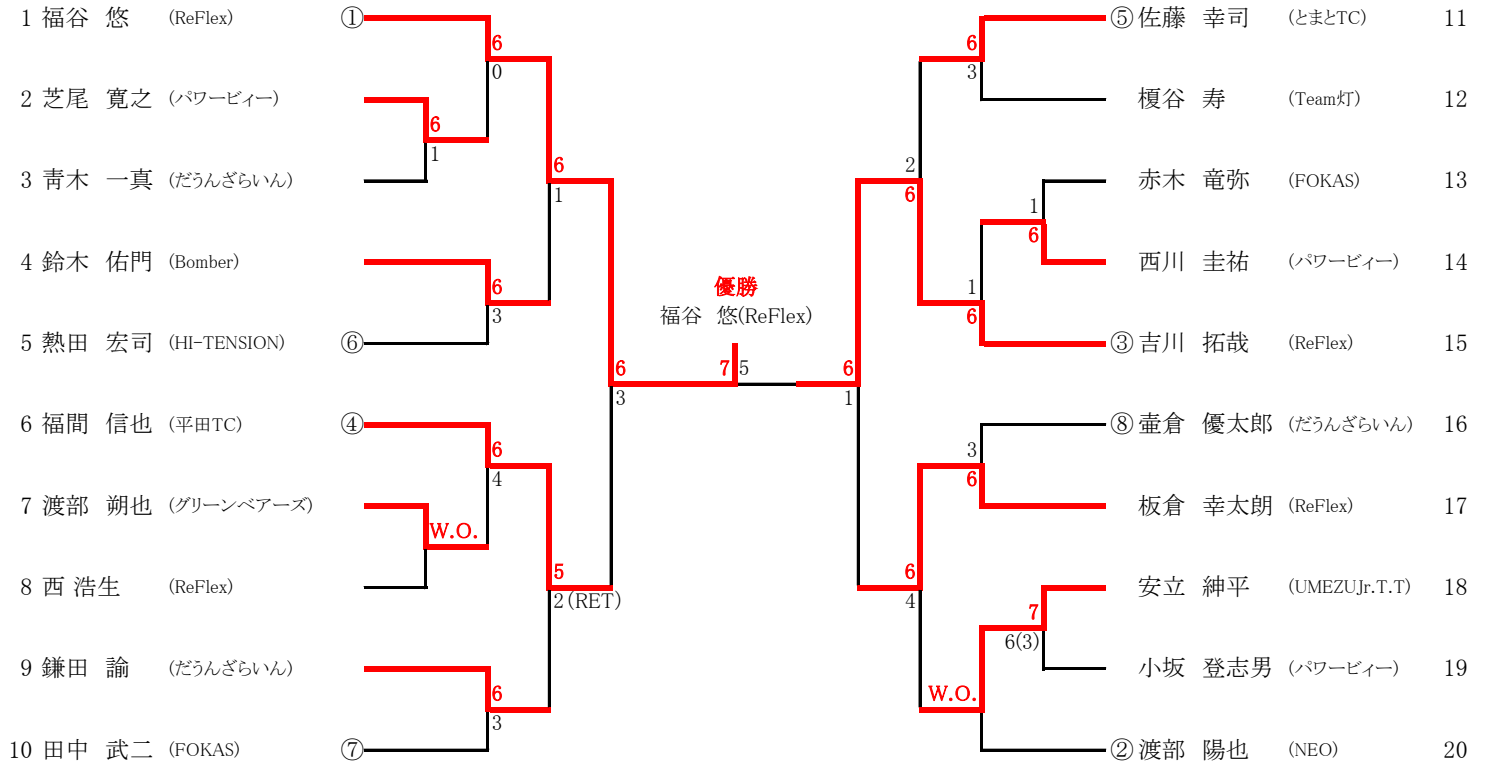 1 福谷 悠 (ReFlex) ①
6
0
2 芝尾 寛之 (パワービィー)
6
1
3 青木 一真 (だうんざらいん)
6
1
4 鈴木 佑門 (Bomber)
6
3
5 熱田 宏司 (HI-TENSION) ⑥
6
3
6 福間 信也 (平田TC) ④
6
4
7 渡部 朔也 (グリーンベアーズ)
W.O.
8 西 浩生 (ReFlex)
5
2(RET)
9 鎌田 諭 (だうんざらいん)
6
3
10 田中 武二 (FOKAS) ⑦
優勝
福谷 悠(ReFlex)
7 5
⑤ 佐藤 幸司 (とまとTC) 11
6
3
榎谷 寿 (Team灯) 12
2
6
赤木 竜弥 (FOKAS) 13
1
6
西川 圭祐 (パワービィー) 14
1
6
③ 吉川 拓哉 (ReFlex) 15
6
1
⑧ 壷倉 優太郎 (だうんざらいん) 16
3
6
板倉 幸太朗 (ReFlex) 17
6
4
安立 紳平 (UMEZUJr.T.T) 18
7
6(3)
小坂 登志男 (パワービィー) 19
W.O.
② 渡部 陽也 (NEO) 20